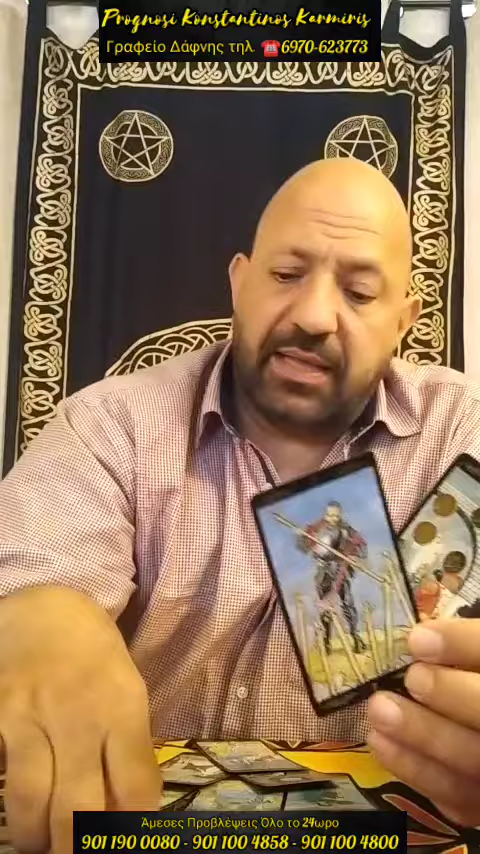 Prognosi Konstantinos Karmiris
Γραφείο Δάφνης τηλ. ☎6970-623773
Άμεσες Προβλέψεις Όλο το 24ωρο
901 190 0080 - 901 100 4858 - 901 100 4800